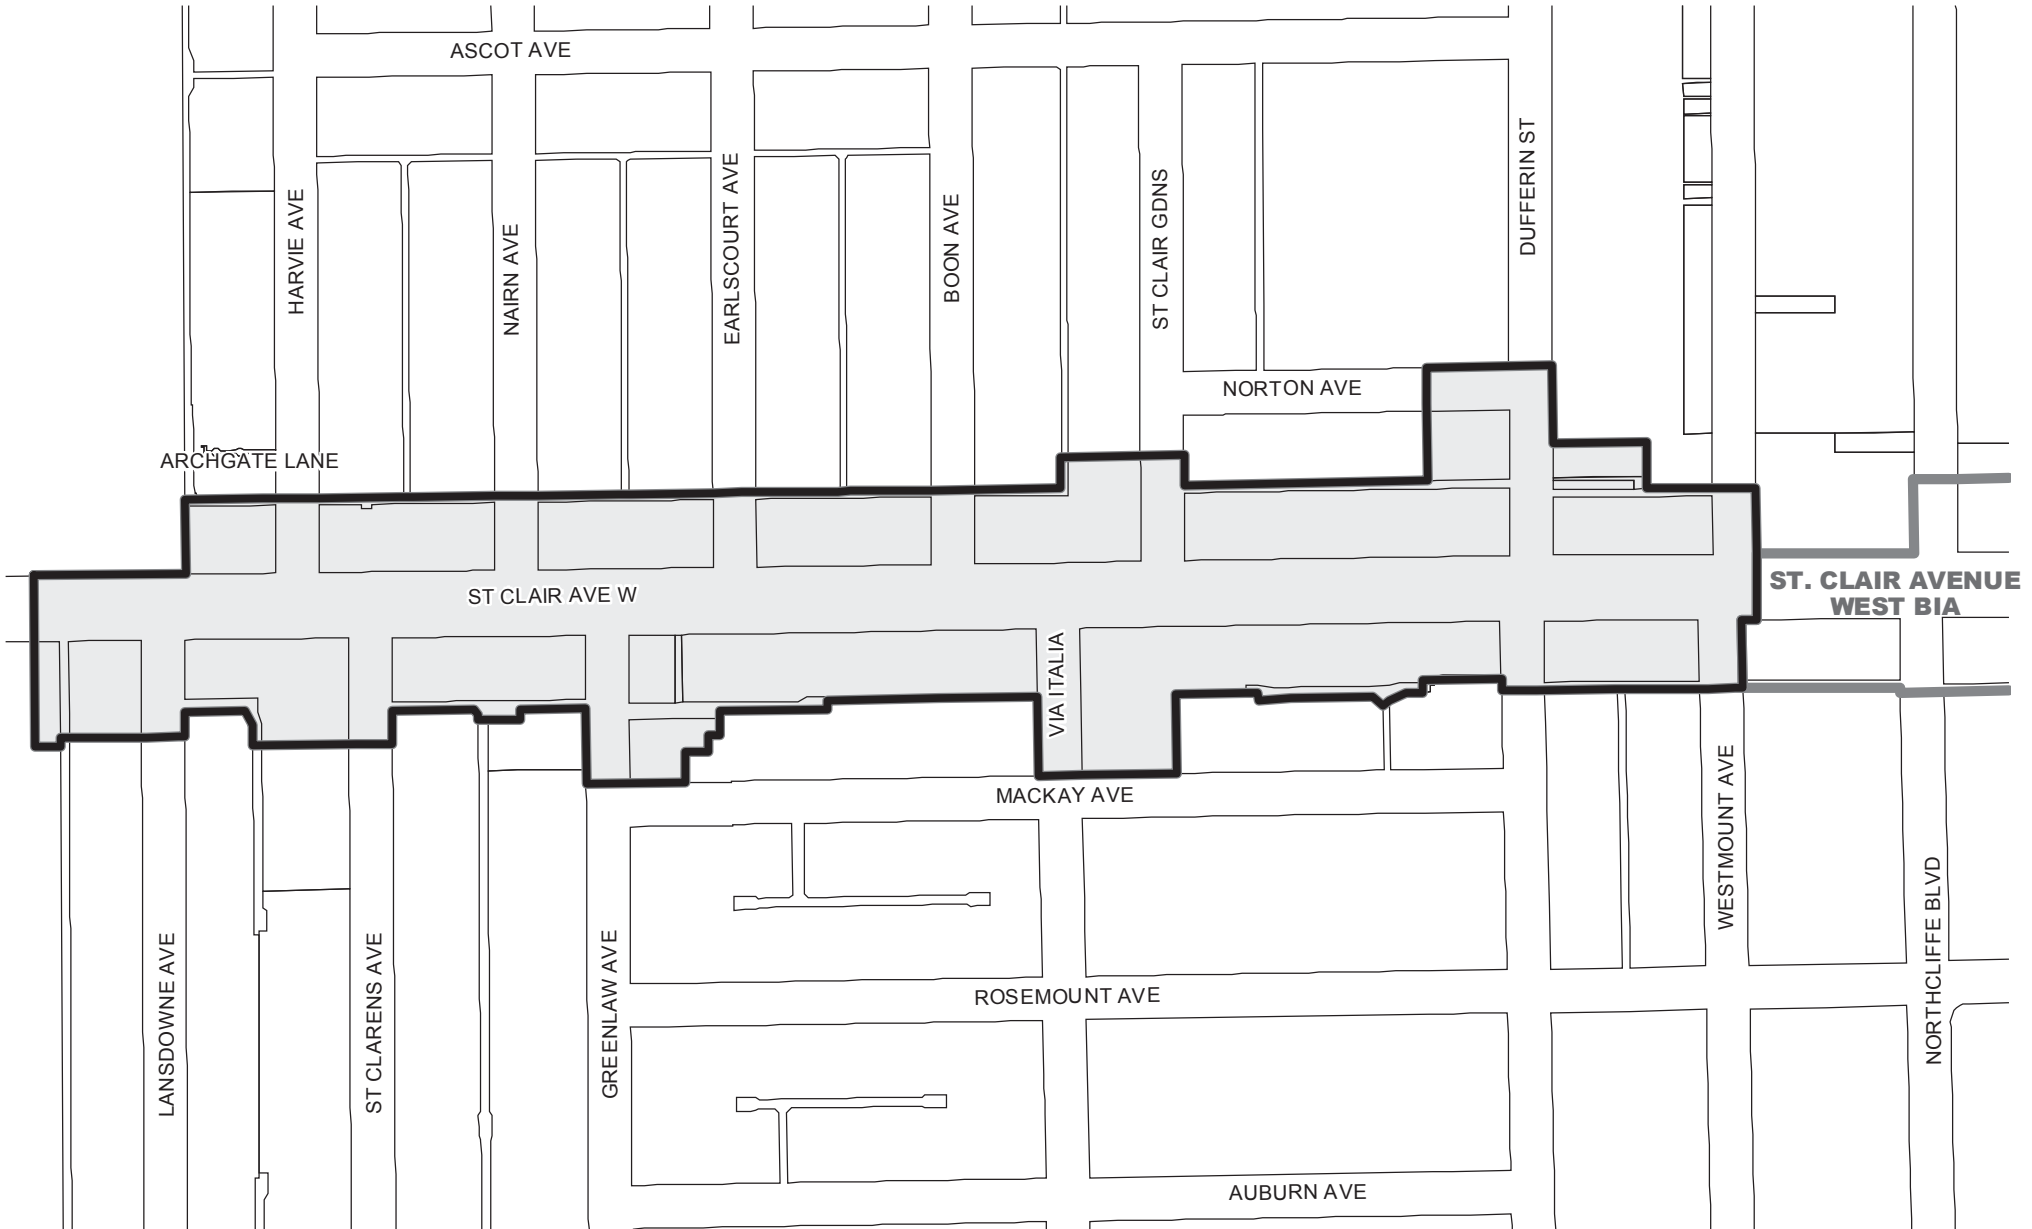 ASCOT AVE
HARVIE AVE
NAIRN AVE
EARLSCOURT AVE
BOON AVE
ST CLAIR GDNS
DUFFERIN ST
NORTON AVE
ARCHGATE LANE
ST CLAIR AVE W
ST. CLAIR AVENUE
WEST BIA
VIA ITALIA
MACKAY AVE
WESTMOUNT AVE
NORTHCLIFFE BLVD
LANSDOWNE AVE
ST CLARENS AVE
GREENLAW AVE
ROSEMOUNT AVE
AUBURN AVE